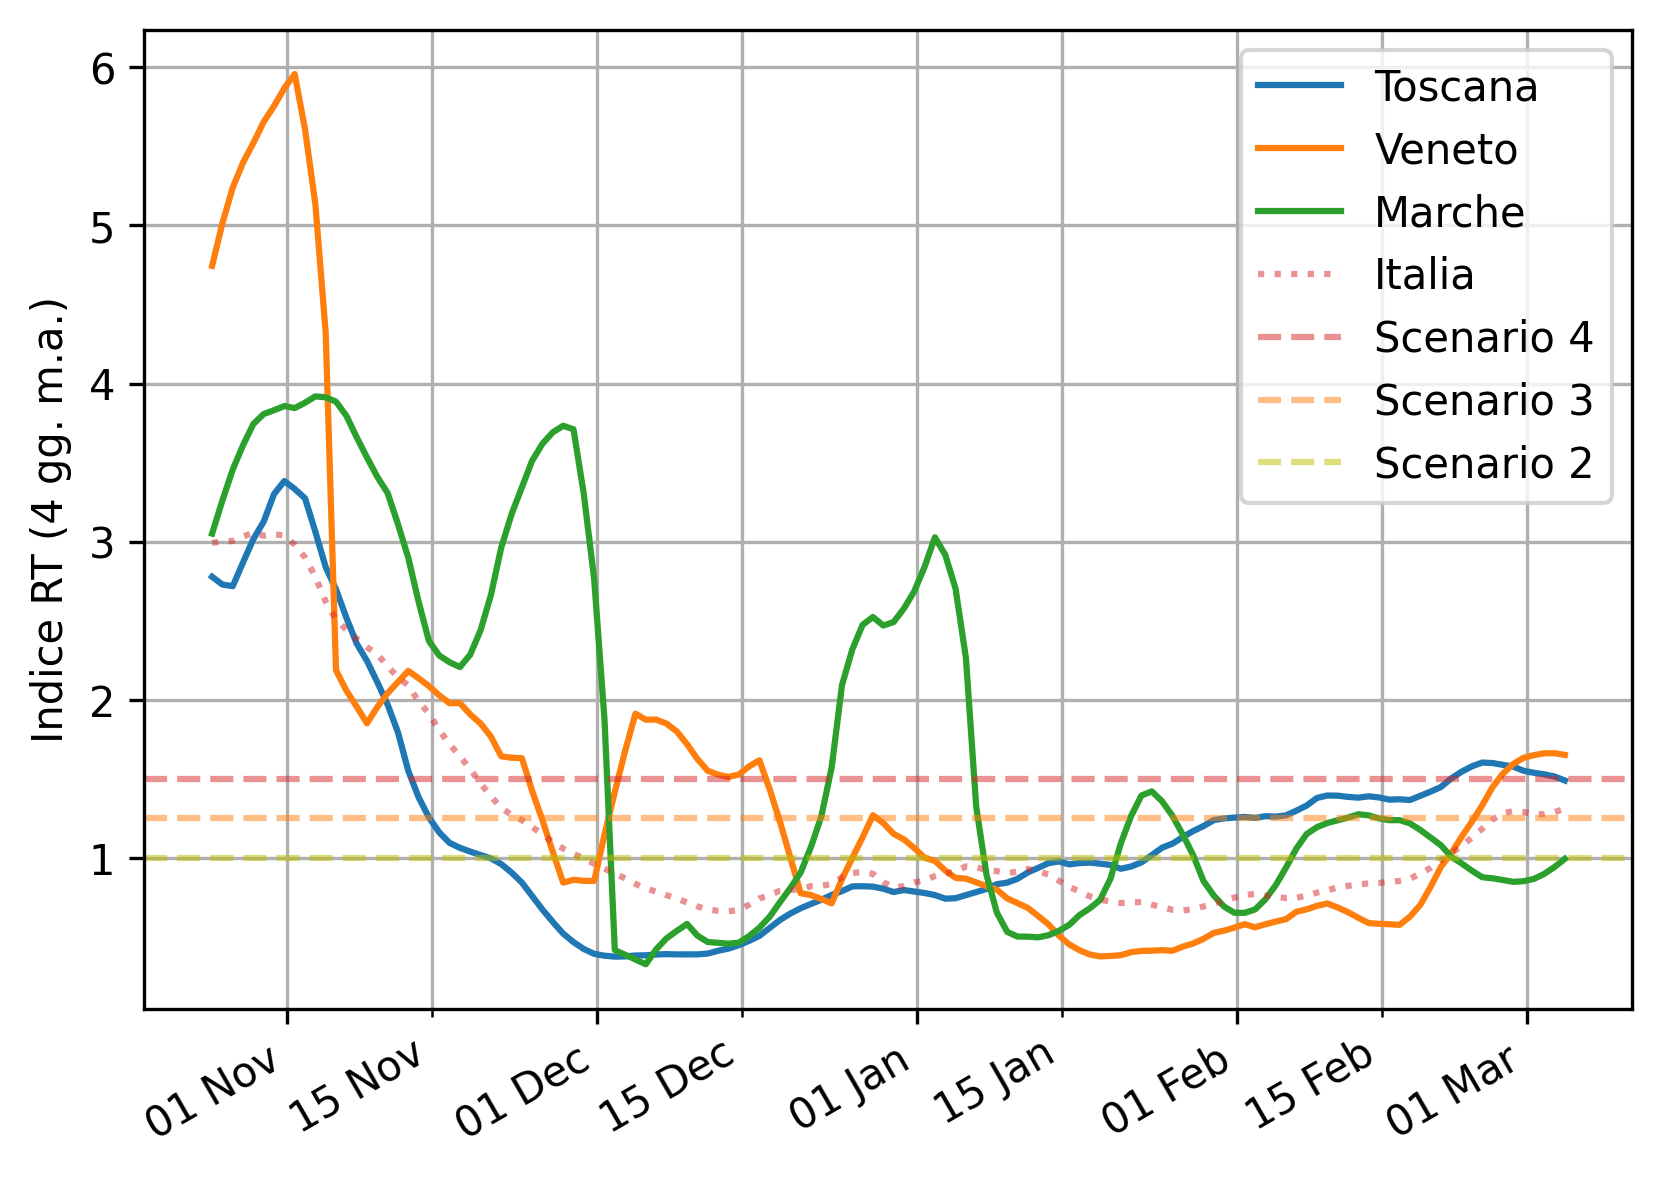 Indice RT (4 gg. m.a.)
6
5
4
3
2
1
Toscana
Veneto
Marche
Italia
Scenario 4
Scenario 3
Scenario 2
01 Nov
15 Nov
01 Dec
15 Dec
01 Jan
15 Jan
01 Feb
15 Feb
01 Mar